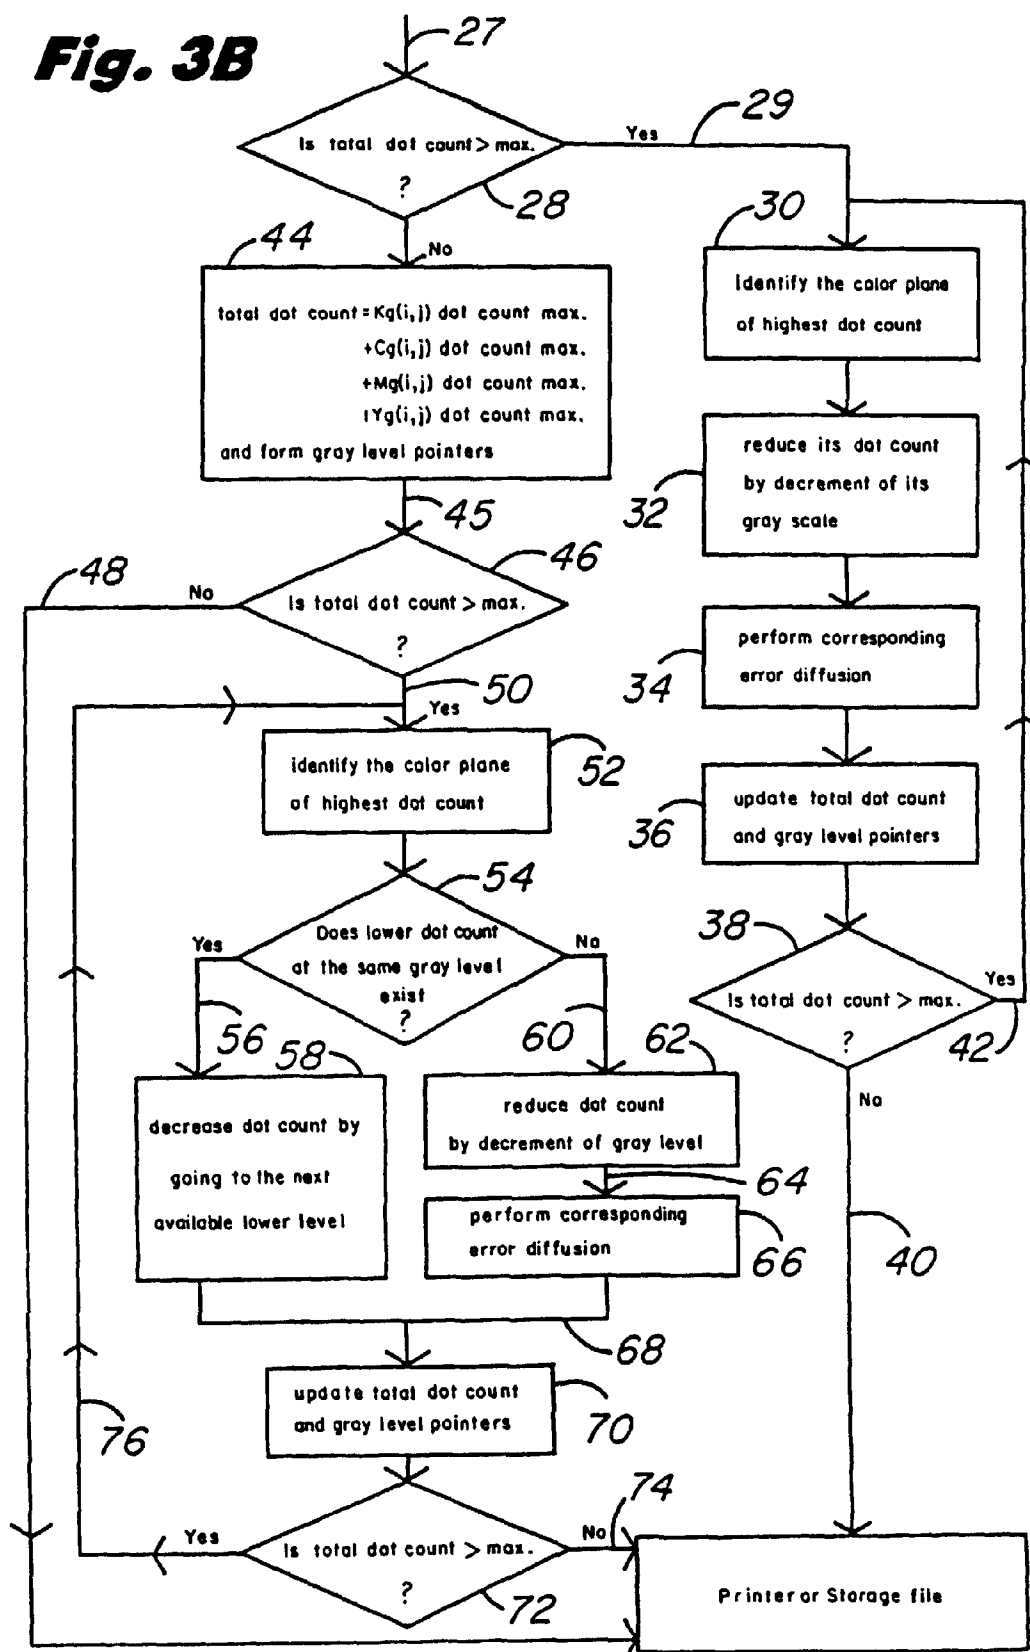 Fig. 3B
27
Is total dot count > max.
?
28
Yes
29
No
44
total dot count = Kg(i,j) dot count max.
+Cg(i,j) dot count max.
+Mg(i,j) dot count max.
IYg(i,j) dot count max.
and form gray level pointers
30
identify the color plane
of highest dot count
reduce its dot count
by decrement of its
gray scale
32
45
46
48
No
Is total dot count > max.
?
perform corresponding
error diffusion
34
50
Yes
identify the color plane
of highest dot count
52
update total dot count
and gray level pointers
36
54
Yes
Does lower dot count
at the same gray level
exist
?
No
38
Is total dot count > max.
?
Yes
42
No
56
58
60
62
decrease dot count by
going to the next
available lower level
reduce dot count
by decrement of gray level
64
perform corresponding
error diffusion
66
40
68
update total dot count
and gray level pointers
70
76
Yes
Is total dot count > max.
?
72
No
74
Printer or Storage file